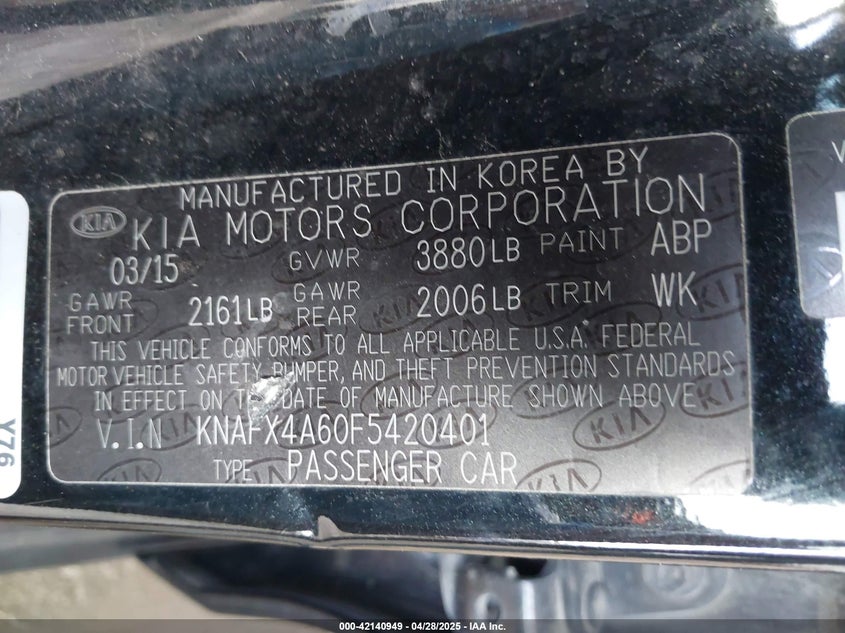 MANUFACTURED IN KOREA BY
KIA KIA MOTORS CORPORATION
03/15 GVWR 3880LB PAINT ABP
GAWR FRONT 2161LB GAWR REAR 2006LB TRIM WK
THIS VEHICLE CONFORMS TO ALL APPLICABLE U.S.A. FEDERAL
MOTOR VEHICLE SAFETY, BUMPER, AND THEFT PREVENTION STANDARDS
IN EFFECT ON THE DATE OF MANUFACTURE SHOWN ABOVE
V.I.N KNAFX4A60F5420401
TYPE PASSENGER CAR
Y76
V
000-42140949 - 04/28/2025 - IAA Inc.